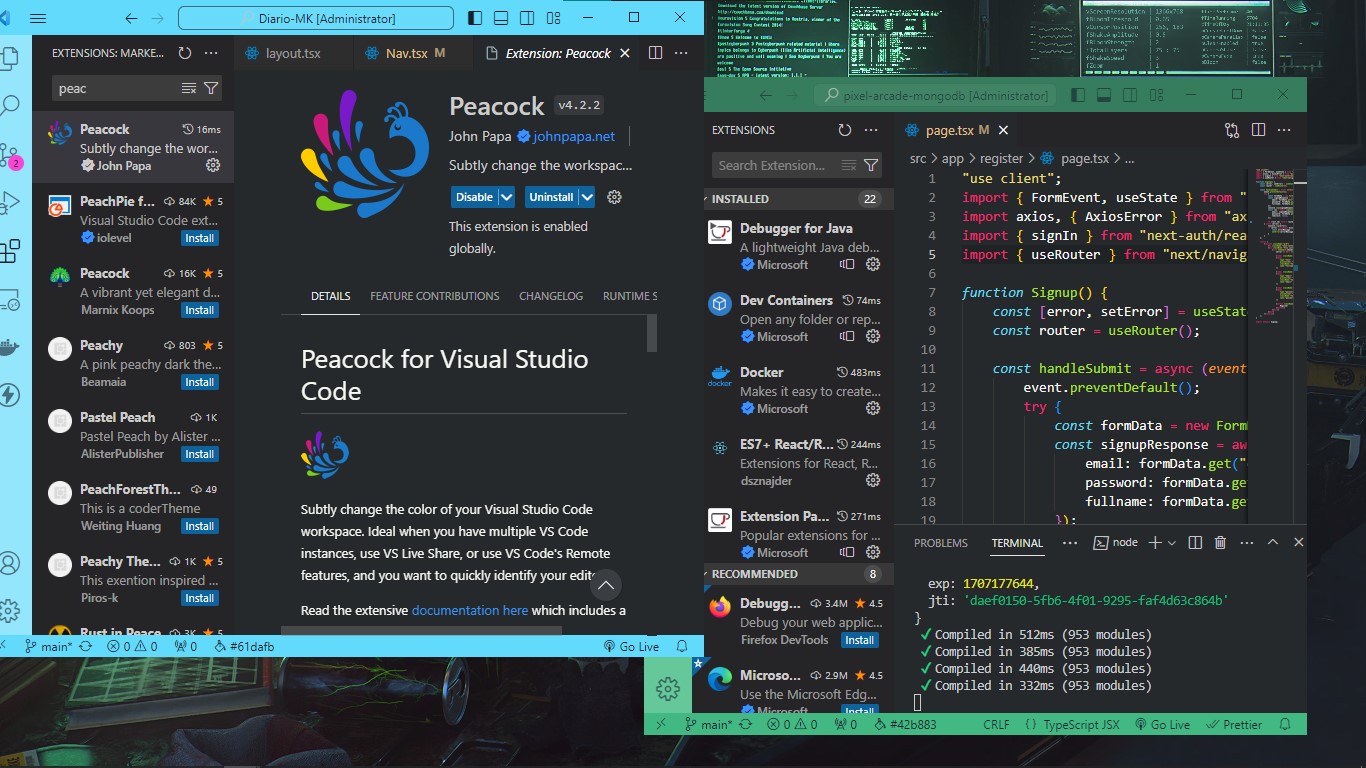 Diario-MK [Administrator]
EXTENSIONS: MARKE...
peac
Peacock 16ms
Subtly change the wor...
John Papa
PeachPie f... 84K 5
Visual Studio Code ext...
iolevel Install
Peacock 16K 5
A vibrant yet elegant d...
Marnix Koops Install
Peachy 803 5
A pink peachy dark the...
Beamaia Install
Pastel Peach 1K
Pastel Peach by Alister ...
AlisterPublisher Install
PeachForestTh... 49
This is a coderTheme
Weiting Huang Install
Peachy The... 1K 5
This exention inspired ...
Piros-k Install
Rust in Peace 3K 5
2
layout.tsx
Nav.tsx M
Extension: Peacock
Peacock v4.2.2
John Papa johnpapa.net
Subtly change the workspac...
Disable Uninstall
This extension is enabled
globally.
DETAILS FEATURE CONTRIBUTIONS CHANGELOG RUNTIME S
Peacock for Visual Studio
Code
Subtly change the color of your Visual Studio Code
workspace. Ideal when you have multiple VS Code
instances, use VS Live Share, or use VS Code's Remote
features, and you want to quickly identify your edit
Read the extensive documentation here which includes a
main* 0 0 0 #61dafb Go Live
pixel-arcade-mongodb [Administrator]
EXTENSIONS
Search Extension...
INSTALLED 22
Debugger for Java
A lightweight Java deb...
Microsoft
Dev Containers 74ms
Open any folder or rep...
Microsoft
Docker 483ms
Makes it easy to create...
Microsoft
ES7+ React/R... 244ms
Extensions for React, R...
dsznajder
Extension Pa... 271ms
Popular extensions for ...
Microsoft
RECOMMENDED 8
Debugg... 3.4M 4.5
Debug your web applic...
Firefox DevTools Install
Microso... 2.9M 4.5
Use the Microsoft Edg...
Microsoft Install
page.tsx M
src > app > register > page.tsx > ...
1 "use client";
2 import { FormEvent, useState } from "
3 import axios, { AxiosError } from "ax
4 import { signIn } from "next-auth/rea
5 import { useRouter } from "next/navig
6
7 function Signup() {
8 const [error, setError] = useStat
9 const router = useRouter();
10
11 const handleSubmit = async (event
12 event.preventDefault();
13 try {
14 const formData = new Form
15 const signupResponse = aw
16 email: formData.get("
17 password: formData.ge
18 fullname: formData.ge
19 });
PROBLEMS TERMINAL ... node
exp: 1707177644,
jti: 'daef0150-5fb6-4f01-9295-faf4d63c864b'
}
✓ Compiled in 512ms (953 modules)
✓ Compiled in 385ms (953 modules)
✓ Compiled in 440ms (953 modules)
✓ Compiled in 332ms (953 modules)
main* 0 0 0 #42b883 CRLF { } TypeScript JSX Go Live Prettier